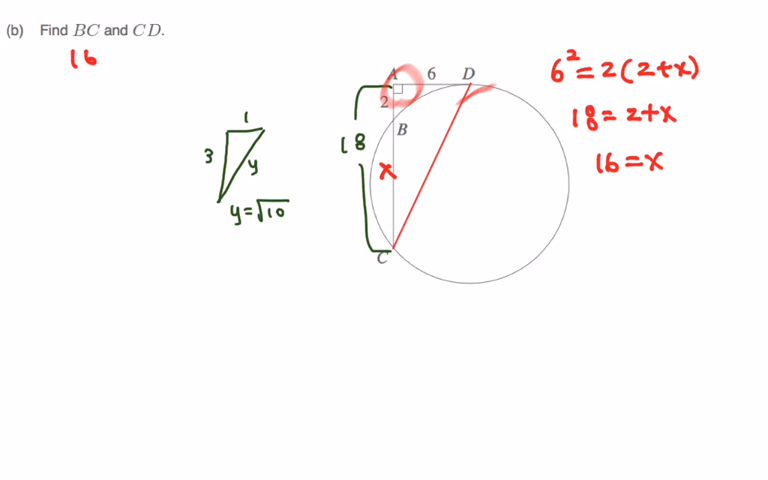 (b) Find BC and CD.
16
A 6 D
2
B
18
x
C
1
3
y
y=√10
6²=2(2+x)
18=2+x
16=x